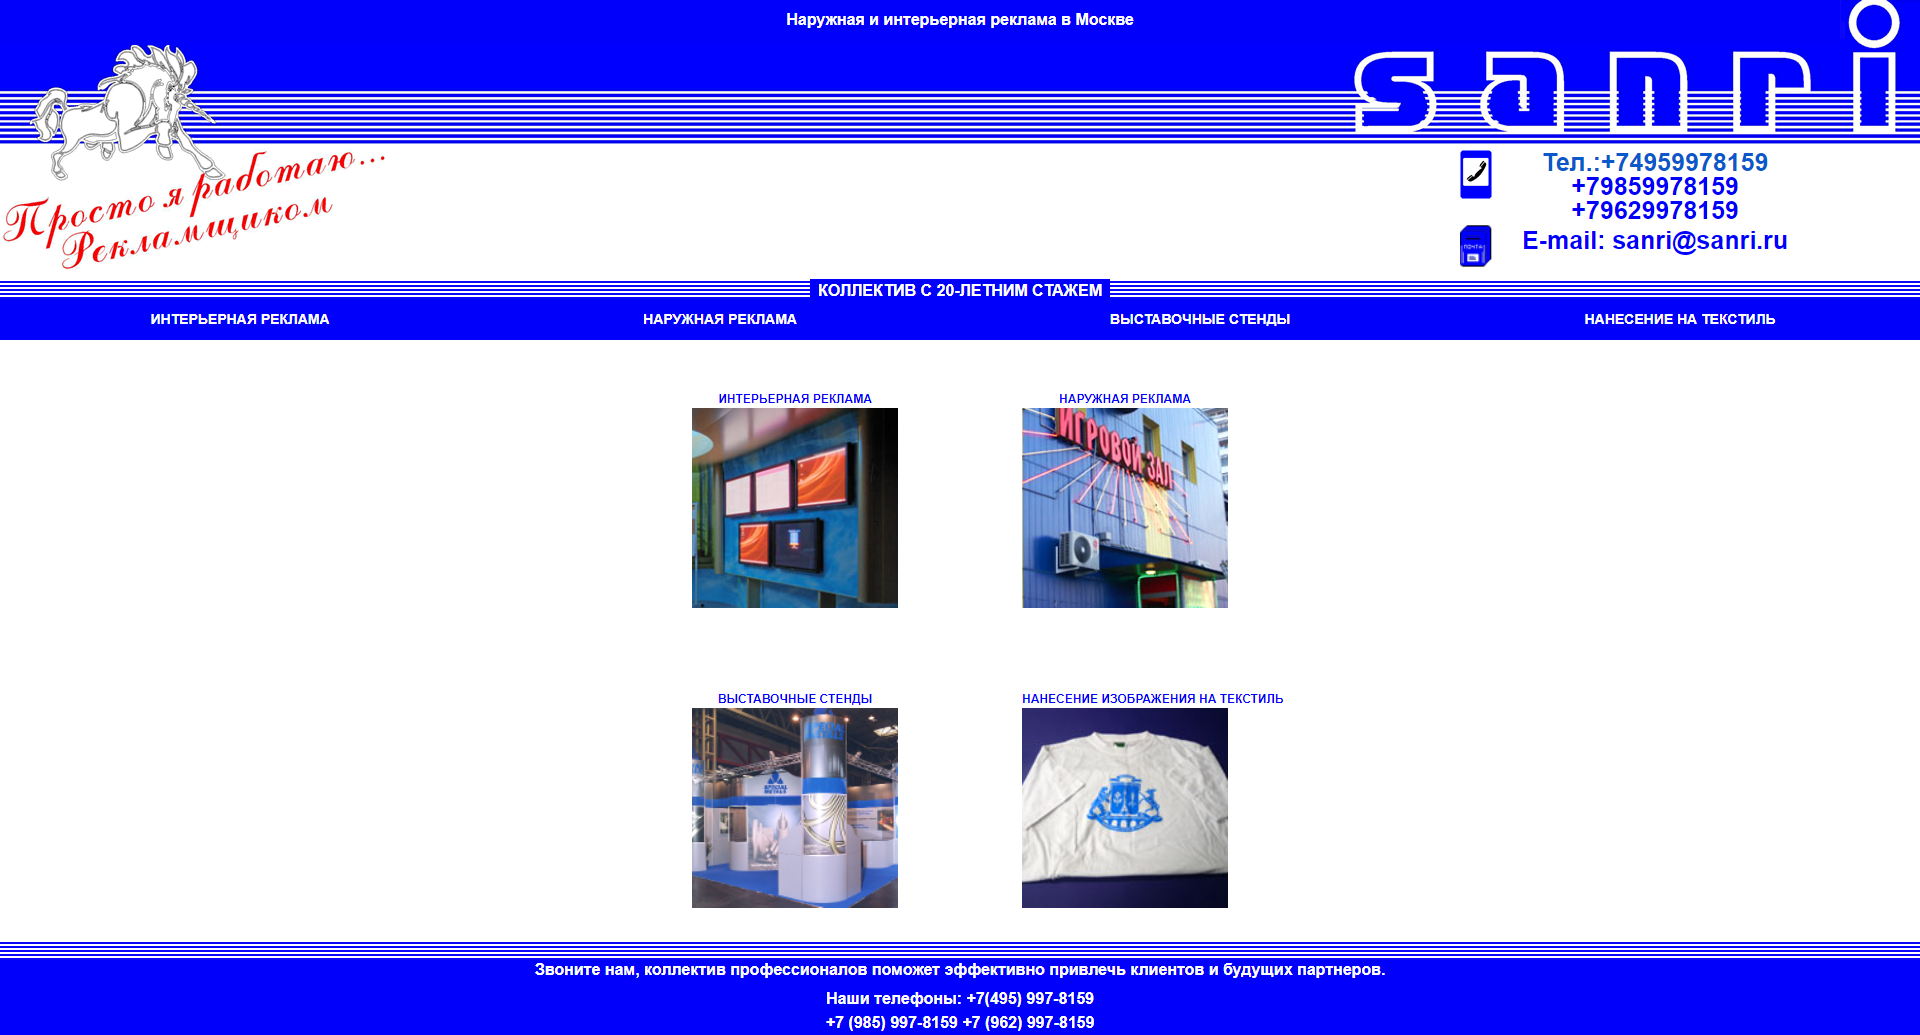 Наружная и интерьерная реклама в Москве
sanri
Просто я работаю...
Рекламщиком
Тел.:+74959978159
+79859978159
+79629978159
ПОЧТА
E-mail: sanri@sanri.ru
КОЛЛЕКТИВ С 20-ЛЕТНИМ СТАЖЕМ
ИНТЕРЬЕРНАЯ РЕКЛАМА НАРУЖНАЯ РЕКЛАМА ВЫСТАВОЧНЫЕ СТЕНДЫ НАНЕСЕНИЕ НА ТЕКСТИЛЬ
ИНТЕРЬЕРНАЯ РЕКЛАМА НАРУЖНАЯ РЕКЛАМА
ИГРОВОЙ ЗАЛ
ВЫСТАВОЧНЫЕ СТЕНДЫ НАНЕСЕНИЕ ИЗОБРАЖЕНИЯ НА ТЕКСТИЛЬ
SPECIAL
METALS
Звоните нам, коллектив профессионалов поможет эффективно привлечь клиентов и будущих партнеров.
Наши телефоны: +7(495) 997-8159
+7 (985) 997-8159 +7 (962) 997-8159